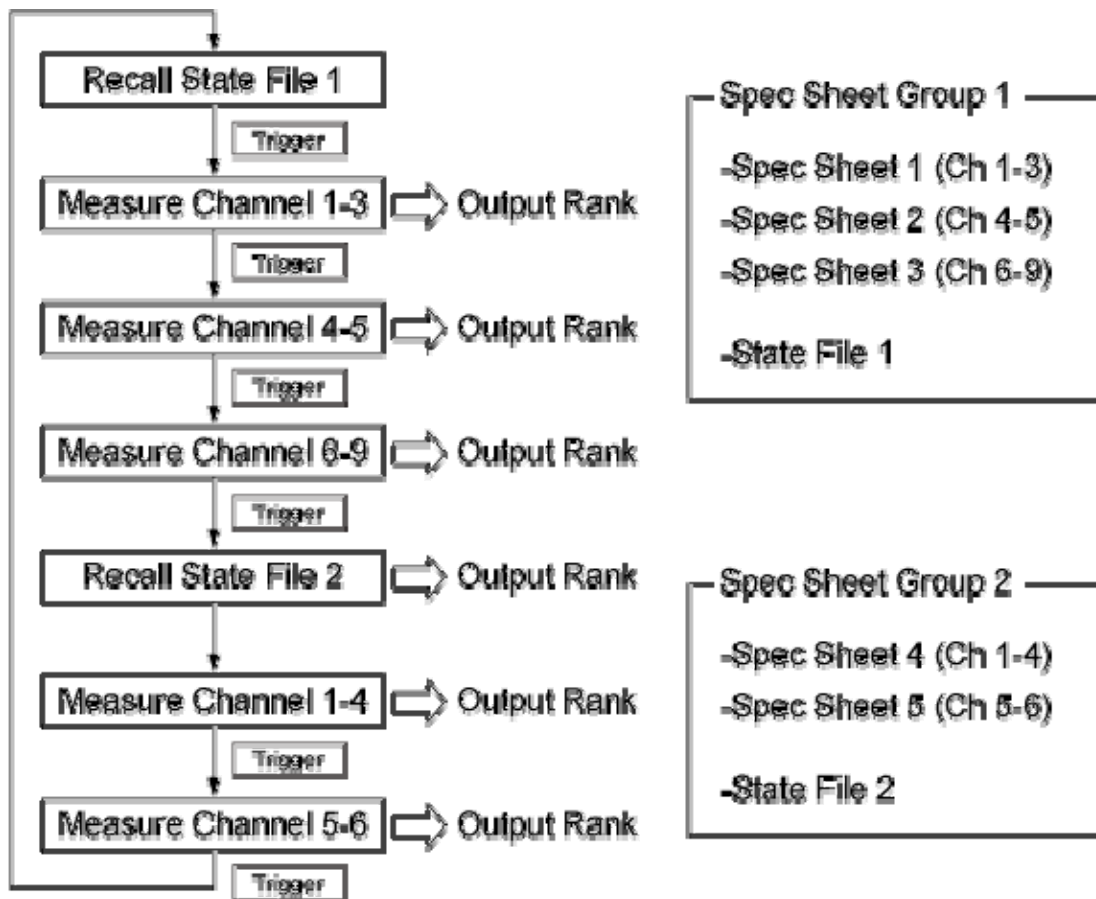 Recall State File 1
Trigger
Measure Channel 1-3
Output Rank
Trigger
Measure Channel 4-5
Output Rank
Trigger
Measure Channel 6-9
Output Rank
Trigger
Recall State File 2
Output Rank
Measure Channel 1-4
Output Rank
Trigger
Measure Channel 5-6
Output Rank
Trigger
Spec Sheet Group 1
-Spec Sheet 1 (Ch 1-3)
-Spec Sheet 2 (Ch 4-5)
-Spec Sheet 3 (Ch 6-9)
-State File 1
Spec Sheet Group 2
-Spec Sheet 4 (Ch 1-4)
-Spec Sheet 5 (Ch 5-6)
-State File 2